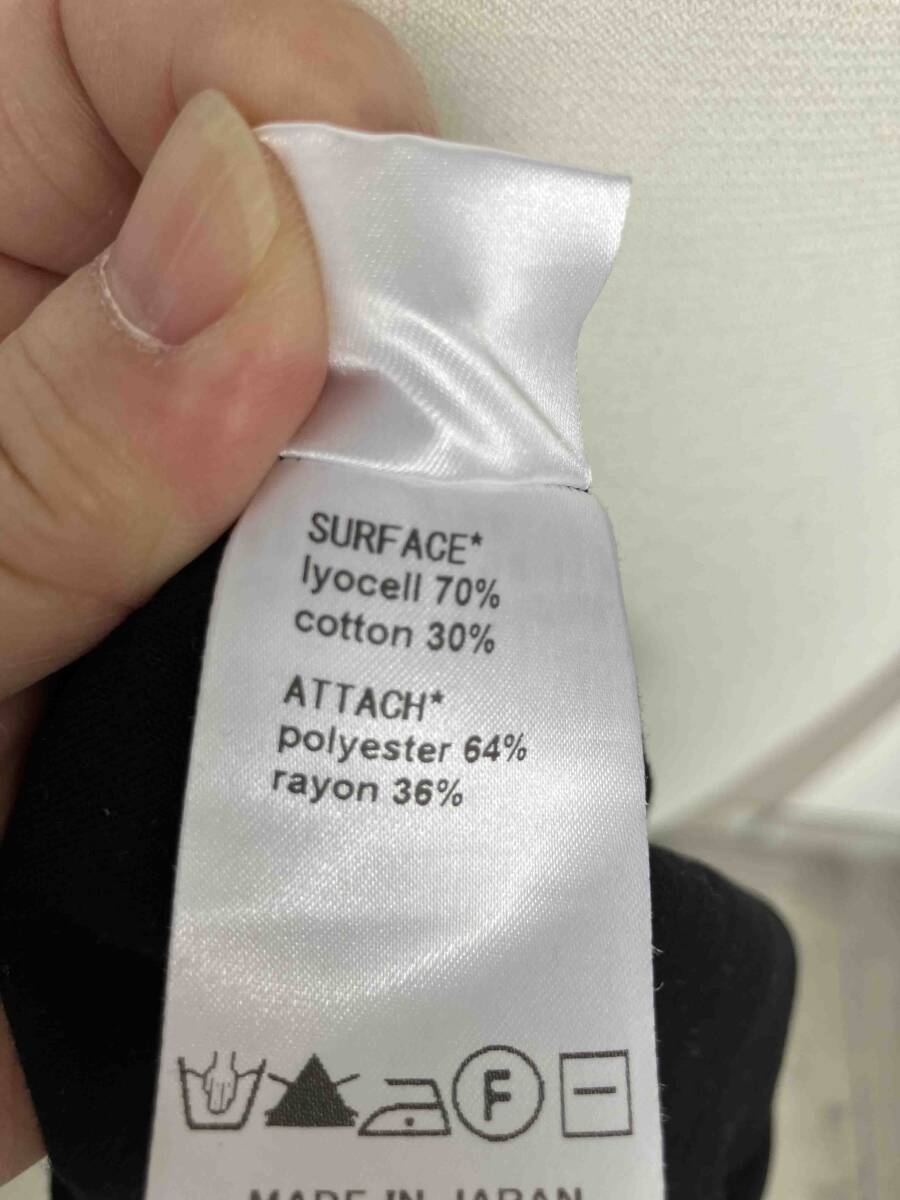 SURFACE*
lyocell 70%
cotton 30%
ATTACH*
polyester 64%
rayon 36%
F
MADE IN JAPAN